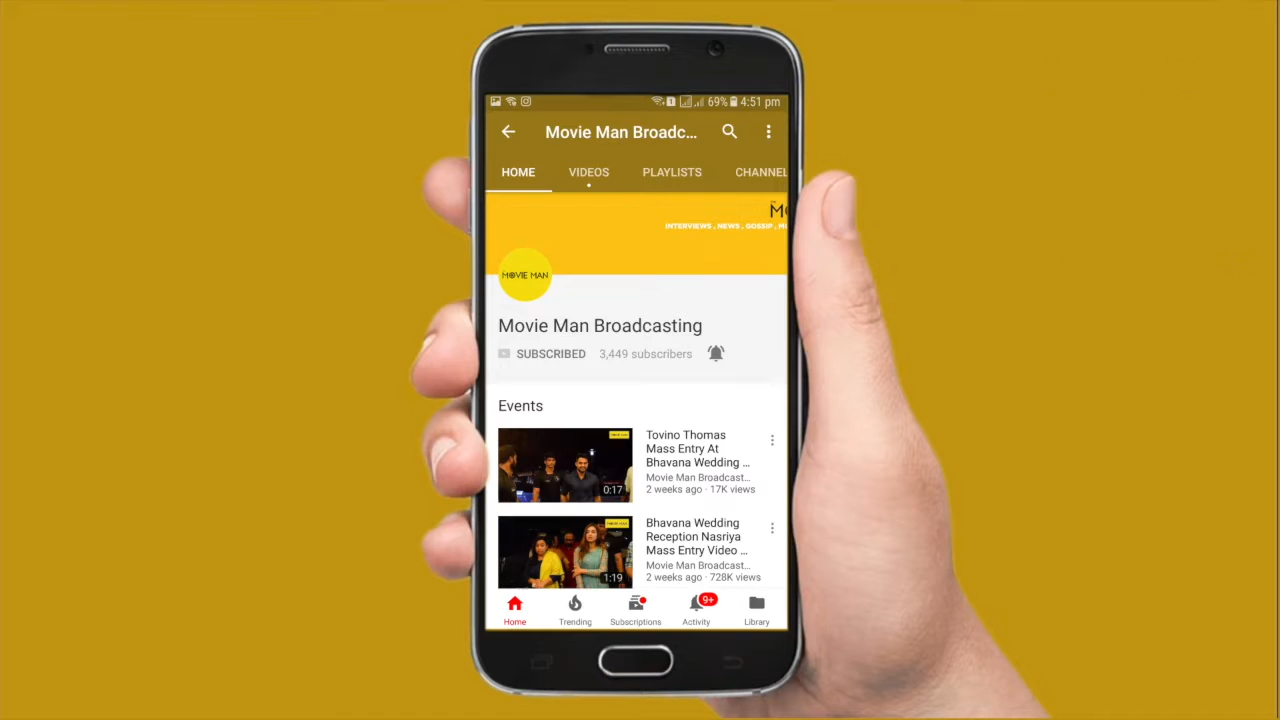 69% 4:51 pm
Movie Man Broadc...
HOME VIDEOS PLAYLISTS CHANNEL
THE
INTERVIEWS , NEWS , GOSSIP ,
MOVIE MAN
Movie Man Broadcasting
SUBSCRIBED 3,449 subscribers
Events
Tovino Thomas
Mass Entry At
Bhavana Wedding ...
Movie Man Broadcast...
2 weeks ago · 17K views
0:17
Bhavana Wedding
Reception Nasriya
Mass Entry Video ...
Movie Man Broadcast...
2 weeks ago · 728K views
1:19
9+
Home Trending Subscriptions Activity Library